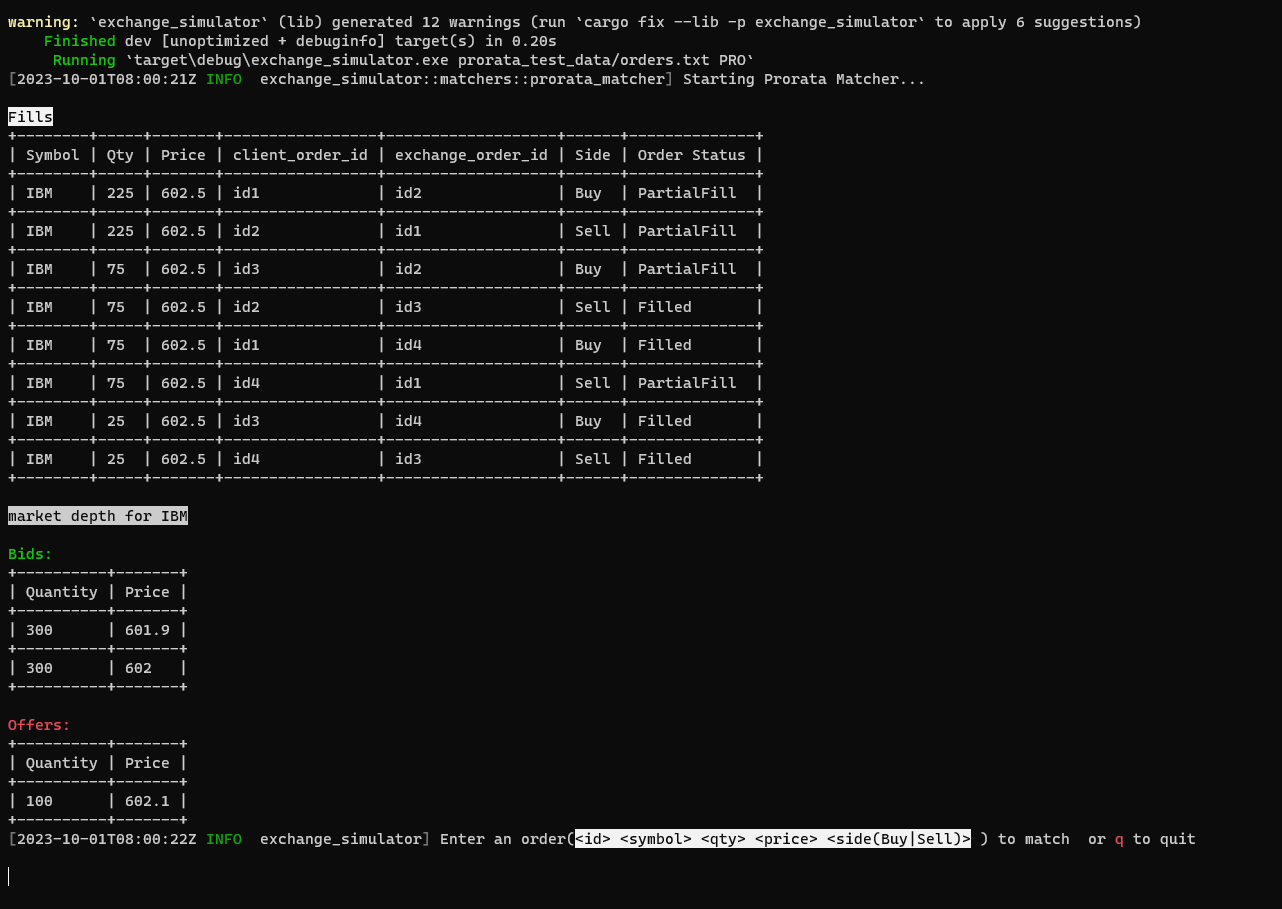 warning: `exchange_simulator` (lib) generated 12 warnings (run `cargo fix --lib -p exchange_simulator` to apply 6 suggestions)
    Finished dev [unoptimized + debuginfo] target(s) in 0.20s
     Running `target\debug\exchange_simulator.exe prorata_test_data/orders.txt PRO`
[2023-10-01T08:00:21Z INFO  exchange_simulator::matchers::prorata_matcher] Starting Prorata Matcher...
Fills
+--------+-----+-------+-----------------+-------------------+------+--------------+
| Symbol | Qty | Price | client_order_id | exchange_order_id | Side | Order Status |
+--------+-----+-------+-----------------+-------------------+------+--------------+
| IBM    | 225 | 602.5 | id1             | id2               | Buy  | PartialFill  |
+--------+-----+-------+-----------------+-------------------+------+--------------+
| IBM    | 225 | 602.5 | id2             | id1               | Sell | PartialFill  |
+--------+-----+-------+-----------------+-------------------+------+--------------+
| IBM    | 75  | 602.5 | id3             | id2               | Buy  | PartialFill  |
+--------+-----+-------+-----------------+-------------------+------+--------------+
| IBM    | 75  | 602.5 | id2             | id3               | Sell | Filled       |
+--------+-----+-------+-----------------+-------------------+------+--------------+
| IBM    | 75  | 602.5 | id1             | id4               | Buy  | Filled       |
+--------+-----+-------+-----------------+-------------------+------+--------------+
| IBM    | 75  | 602.5 | id4             | id1               | Sell | PartialFill  |
+--------+-----+-------+-----------------+-------------------+------+--------------+
| IBM    | 25  | 602.5 | id3             | id4               | Buy  | Filled       |
+--------+-----+-------+-----------------+-------------------+------+--------------+
| IBM    | 25  | 602.5 | id4             | id3               | Sell | Filled       |
+--------+-----+-------+-----------------+-------------------+------+--------------+
market depth for IBM
Bids:
+----------+-------+
| Quantity | Price |
+----------+-------+
| 300      | 601.9 |
+----------+-------+
| 300      | 602   |
+----------+-------+
Offers:
+----------+-------+
| Quantity | Price |
+----------+-------+
| 100      | 602.1 |
+----------+-------+
[2023-10-01T08:00:22Z INFO  exchange_simulator] Enter an order(<id> <symbol> <qty> <price> <side(Buy|Sell)> ) to match  or q to quit